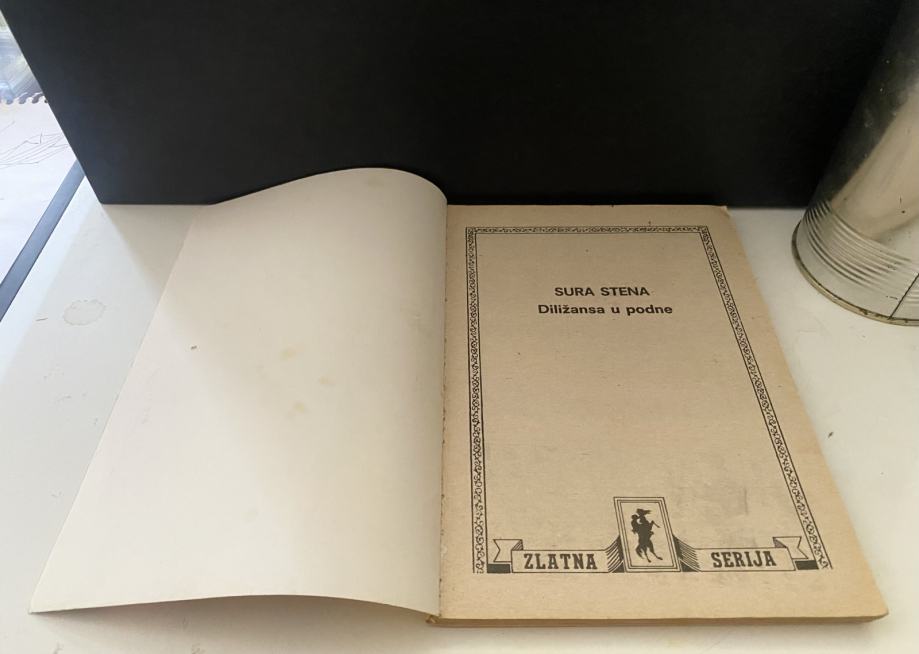 SURA STENA
Diližansa u podne
ZLATNA SERIJA